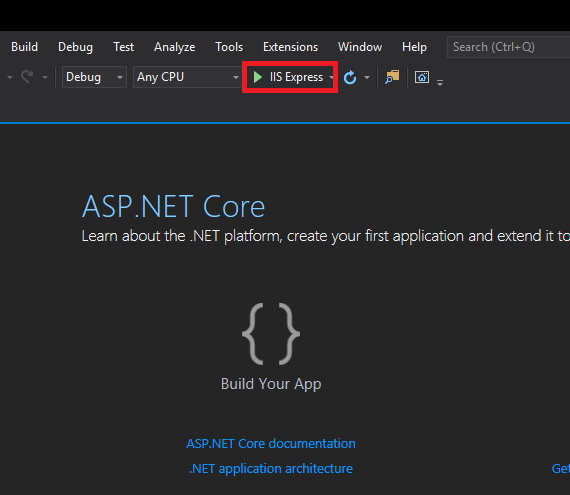 Build Debug Test Analyze Tools Extensions Window Help Search (Ctrl+Q)
Debug Any CPU IIS Express
ASP.NET Core
Learn about the .NET platform, create your first application and extend it to
{ }
Build Your App
ASP.NET Core documentation
.NET application architecture Get